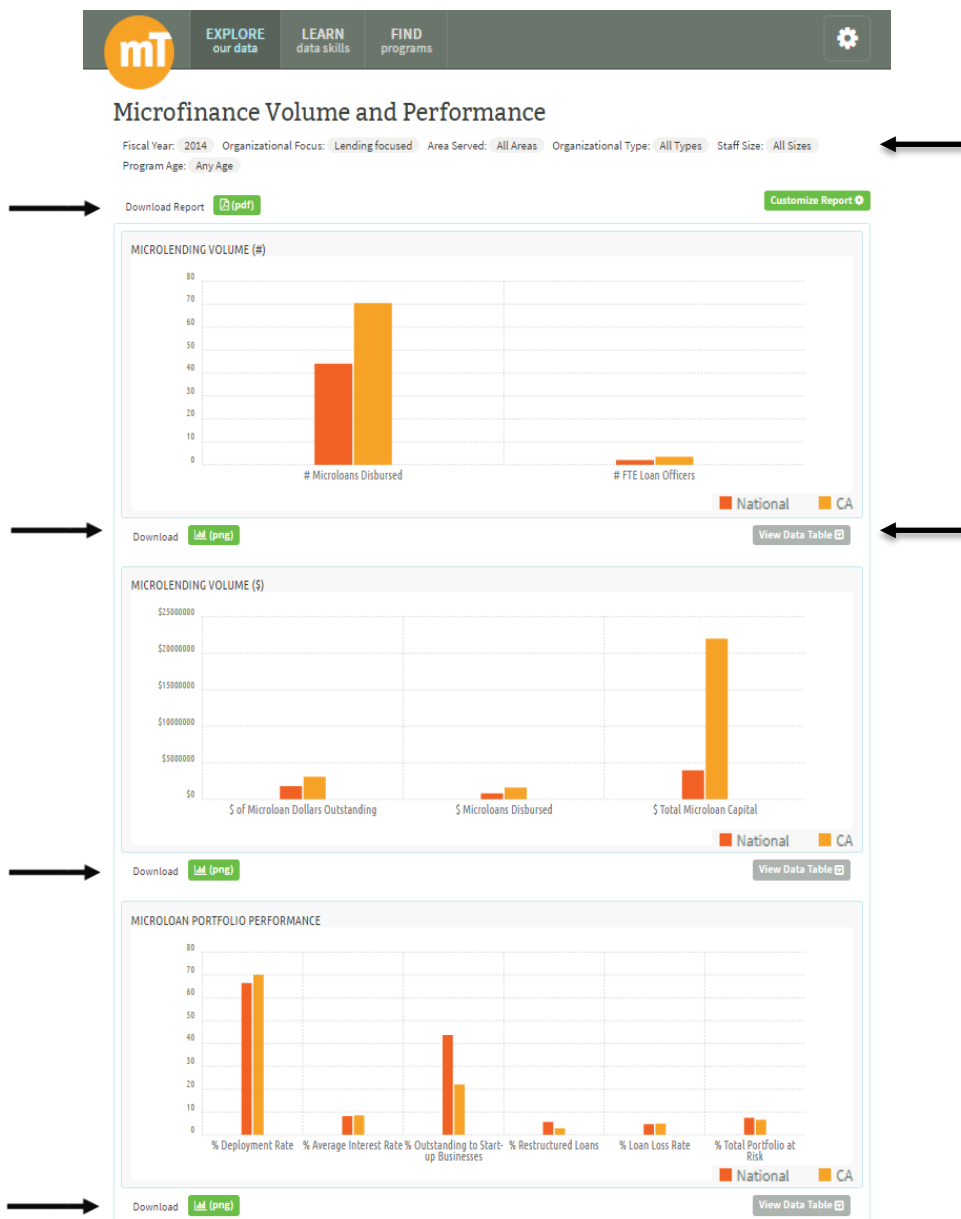 mT
EXPLORE
our data
LEARN
data skills
FIND
programs
Microfinance Volume and Performance
Fiscal Year: 2014 Organizational Focus: Lending focused Area Served: All Areas Organizational Type: All Types Staff Size: All Sizes
Program Age: Any Age
Download Report (pdf)
Customize Report
MICROLENDING VOLUME (#)
80
70
60
50
40
30
20
10
0
# Microloans Disbursed # FTE Loan Officers
National CA
Download (png) View Data Table
MICROLENDING VOLUME ($)
$25000000
$20000000
$15000000
$10000000
$5000000
$0
$ of Microloan Dollars Outstanding $ Microloans Disbursed $ Total Microloan Capital
National CA
Download (png) View Data Table
MICROLOAN PORTFOLIO PERFORMANCE
80
70
60
50
40
30
20
10
0
% Deployment Rate % Average Interest Rate % Outstanding to Start- % Restructured Loans % Loan Loss Rate % Total Portfolio at
up Businesses Risk
National CA
Download (png) View Data Table